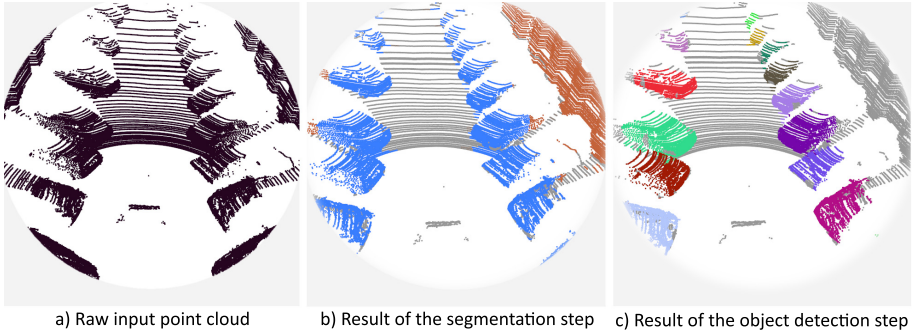 a) Raw input point cloud
b) Result of the segmentation step
c) Result of the object detection step